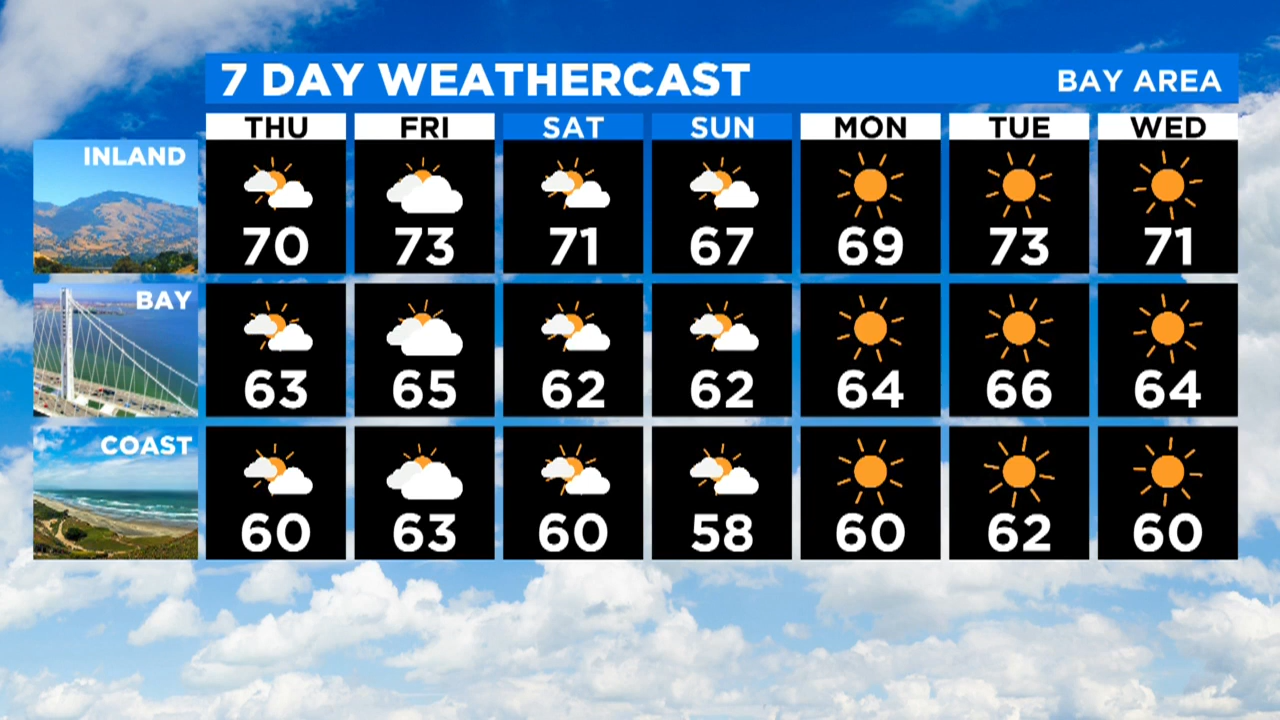 7 DAY WEATHERCAST BAY AREA
THU FRI SAT SUN MON TUE WED
INLAND
70 73 71 67 69 73 71
BAY
63 65 62 62 64 66 64
COAST
60 63 60 58 60 62 60